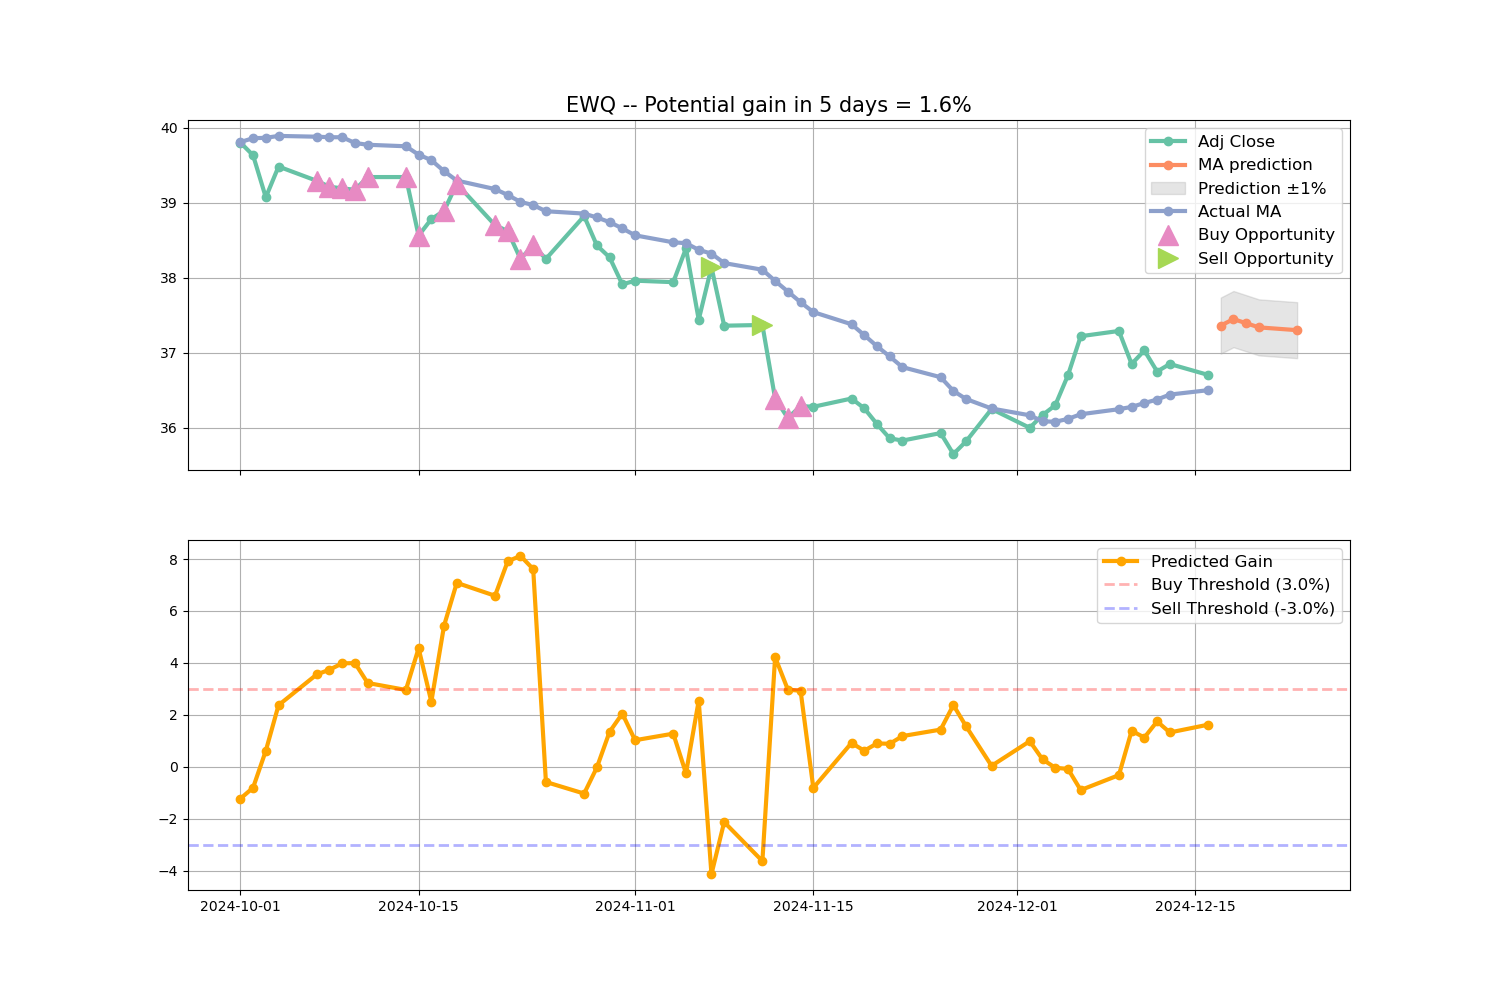 EWQ -- Potential gain in 5 days = 1.6%
40
39
38
37
36
Adj Close
MA prediction
Prediction ±1%
Actual MA
Buy Opportunity
Sell Opportunity
8
6
4
2
0
−2
−4
Predicted Gain
Buy Threshold (3.0%)
Sell Threshold (-3.0%)
2024-10-01
2024-10-15
2024-11-01
2024-11-15
2024-12-01
2024-12-15